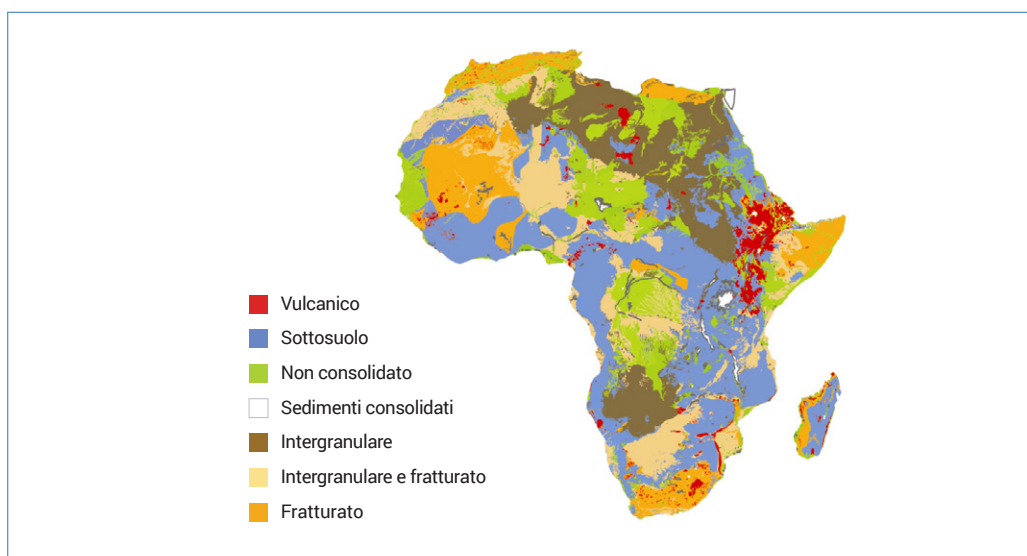 Vulcanico
Sottosuolo
Non consolidato
Sedimenti consolidati
Intergranulare
Intergranulare e fratturato
Fratturato